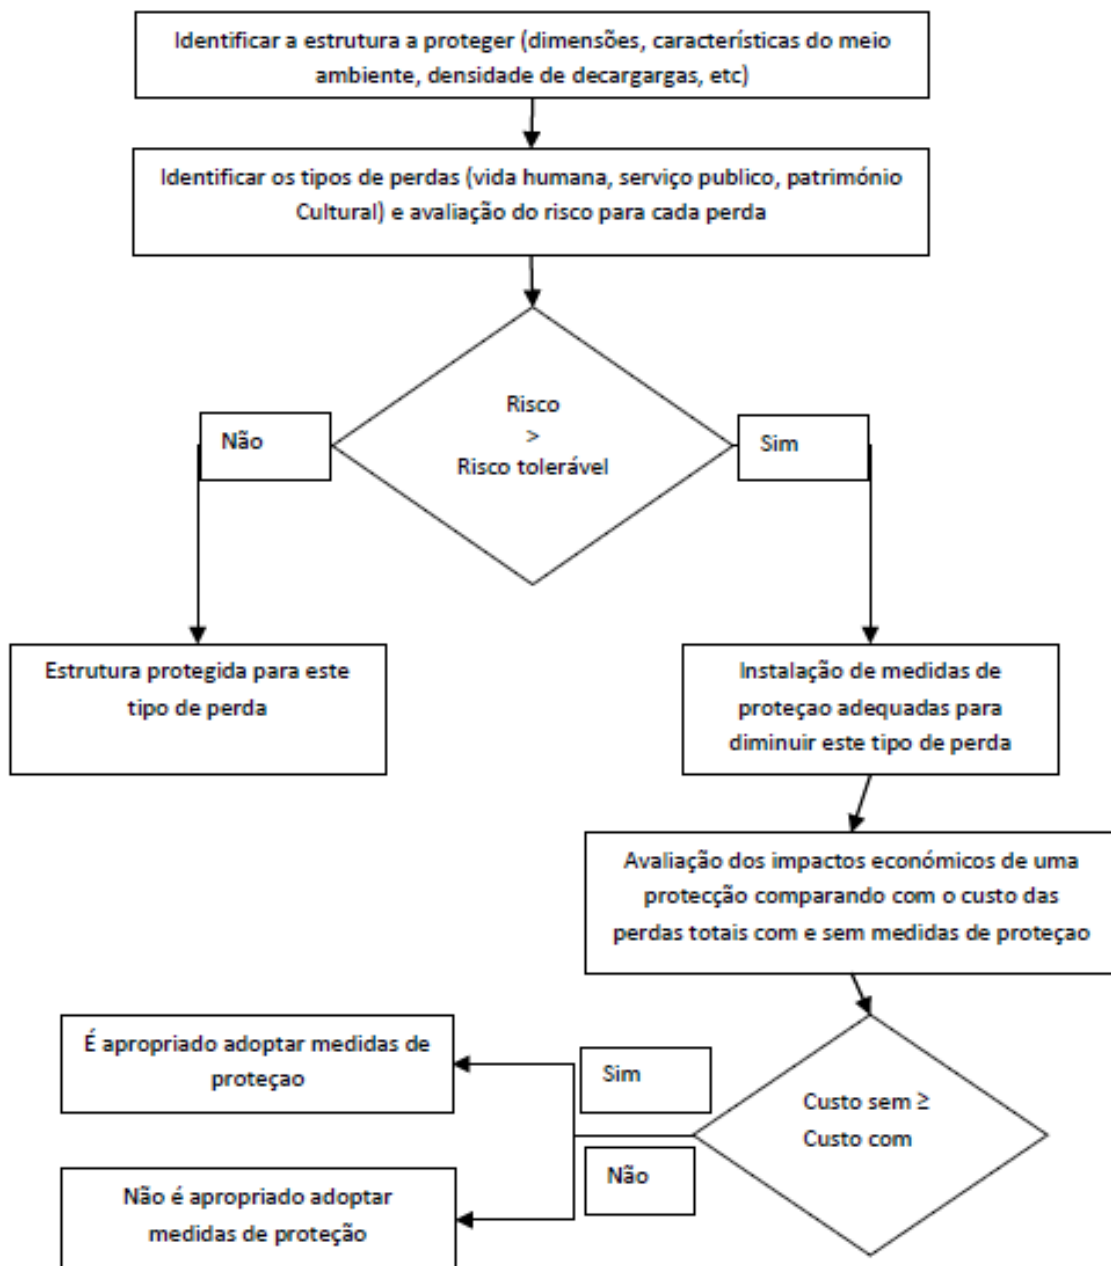 Identificar a estrutura a proteger (dimensões, características do meio
ambiente, densidade de decargargas, etc)
Identificar os tipos de perdas (vida humana, serviço publico, património
Cultural) e avaliação do risco para cada perda
Risco
>
Risco tolerável
Não
Sim
Estrutura protegida para este
tipo de perda
Instalação de medidas de
proteçao adequadas para
diminuir este tipo de perda
Avaliação dos impactos económicos de uma
protecção comparando com o custo das
perdas totais com e sem medidas de proteçao
Custo sem ≥
Custo com
Sim
Não
É apropriado adoptar medidas de
proteçao
Não é apropriado adoptar
medidas de proteção